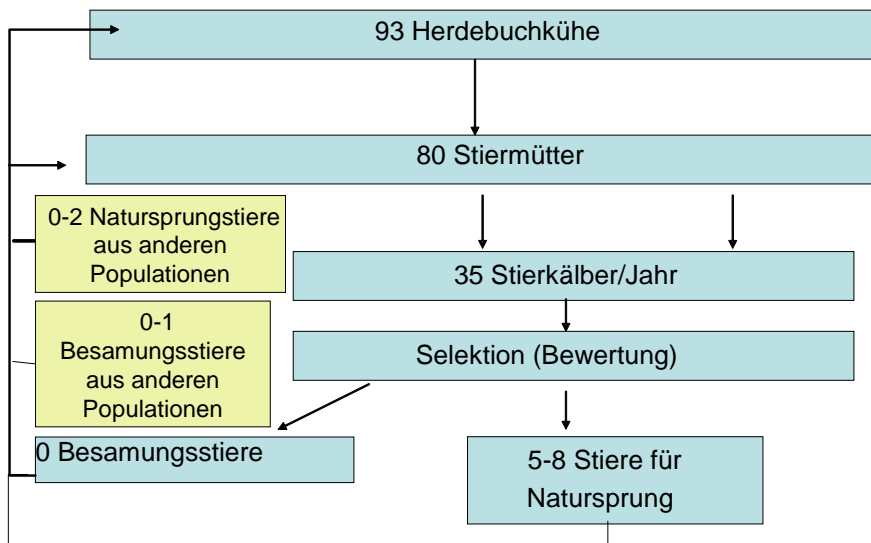 93 Herdebuchkühe
80 Stiermütter
0-2 Natursprungstiere
aus anderen
Populationen
35 Stierkälber/Jahr
0-1
Besamungsstiere
aus anderen
Populationen
Selektion (Bewertung)
0 Besamungsstiere
5-8 Stiere für
Natursprung